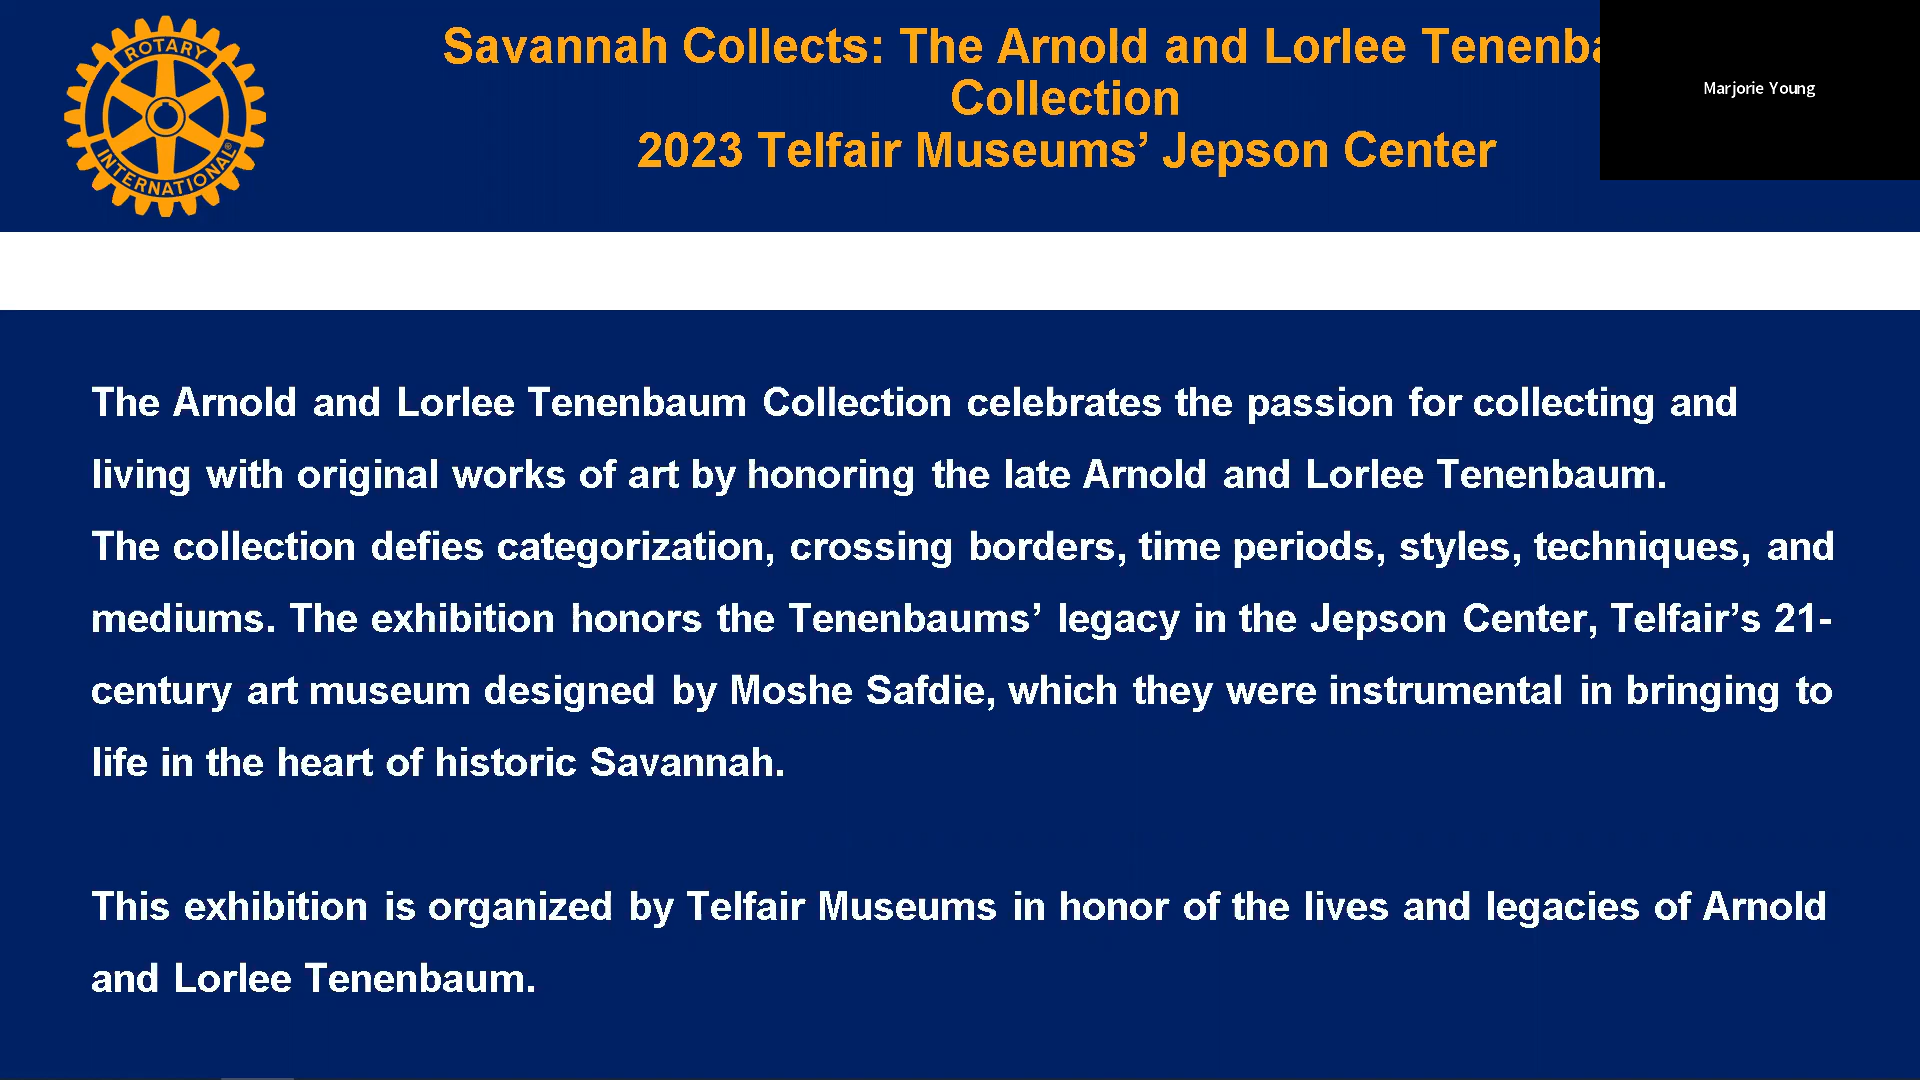 ROTARY
INTERNATIONAL®
Savannah Collects: The Arnold and Lorlee Tenenba
Collection
2023 Telfair Museums’ Jepson Center
Marjorie Young
The Arnold and Lorlee Tenenbaum Collection celebrates the passion for collecting and
living with original works of art by honoring the late Arnold and Lorlee Tenenbaum.
The collection defies categorization, crossing borders, time periods, styles, techniques, and
mediums. The exhibition honors the Tenenbaums’ legacy in the Jepson Center, Telfair’s 21-
century art museum designed by Moshe Safdie, which they were instrumental in bringing to
life in the heart of historic Savannah.
This exhibition is organized by Telfair Museums in honor of the lives and legacies of Arnold
and Lorlee Tenenbaum.